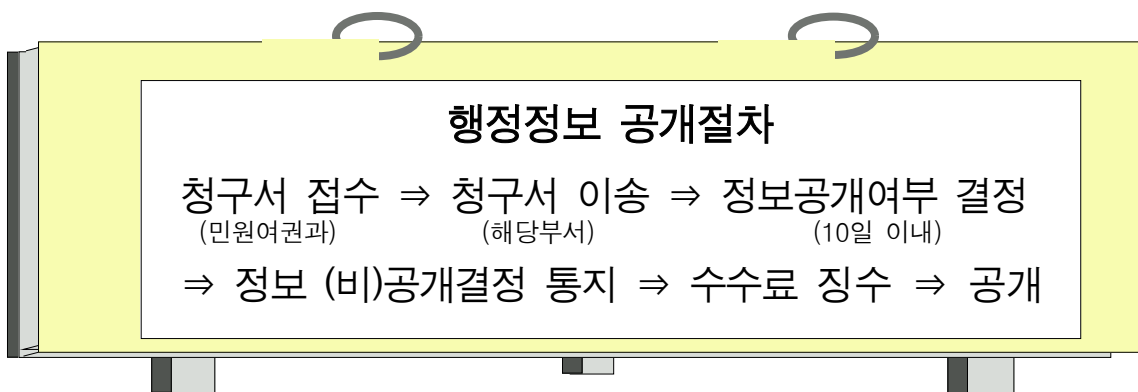 행정정보 공개절차
청구서 접수 ⇒ 청구서 이송 ⇒ 정보공개여부 결정
(민원여권과) (해당부서) (10일 이내)
⇒ 정보 (비)공개결정 통지 ⇒ 수수료 징수 ⇒ 공개